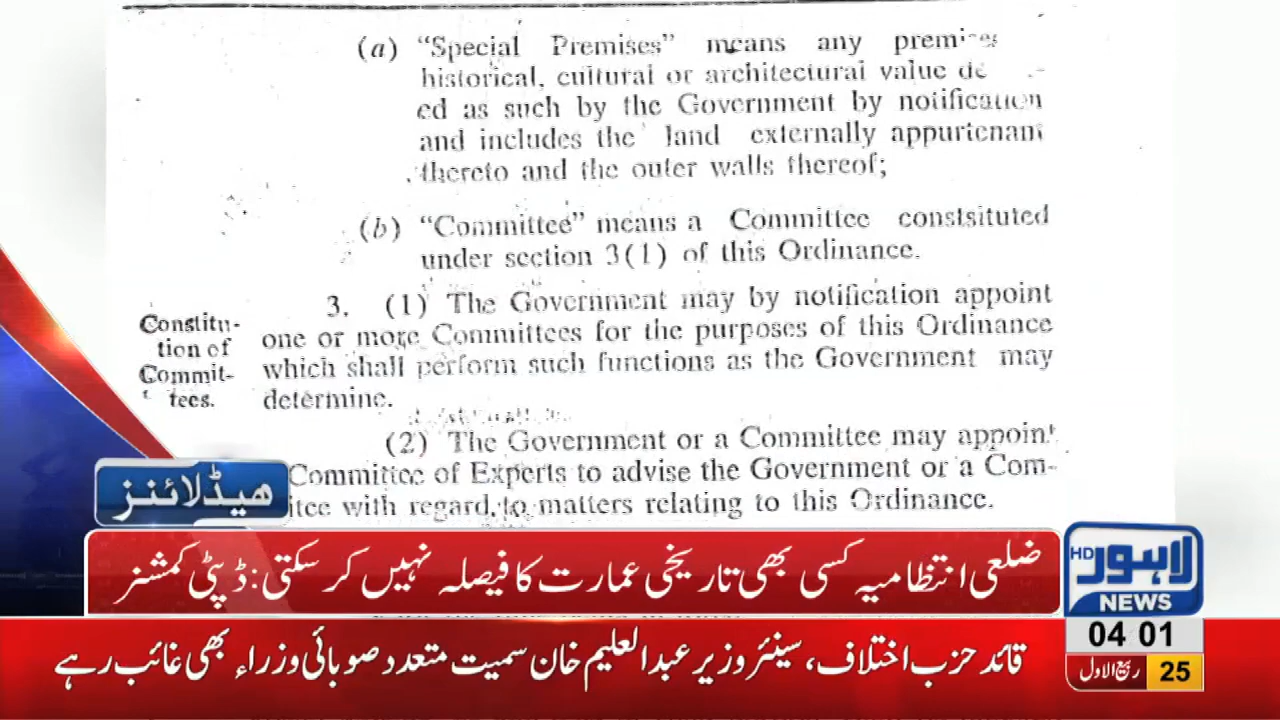 (a) “Special Premises” means any
historical, cultural or architectural value
ed as such by the Government by notification
and includes the land externally appurtenant
thereto and the outer walls thereof;
(b) “Committee” means a Committee constsituted
under section 3(1) of this Ordinance.
Constitu-
tion of
Commit-
tees.
3. (1) The Government may by notification appoint
one or more Committees for the purposes of this Ordinance
which shall perform such functions as the Government may
determine.
(2) The Government or a Committee may appoint
Committee of Experts to advise the Government or a Com-
itee with regard to matters relating to this Ordinance.
ہیڈلائنز
ضلعی انتظامیہ کسی بھی تاریخی عمارت کا فیصلہ نہیں کر سکتی: ڈپٹی کمشنر
HD لاہور
NEWS
04 01
25 ربیع الاول
قائد حزب اختلاف، سینئر وزیر عبدالعلیم خان سمیت متعدد صوبائی وزراء بھی غائب رہے